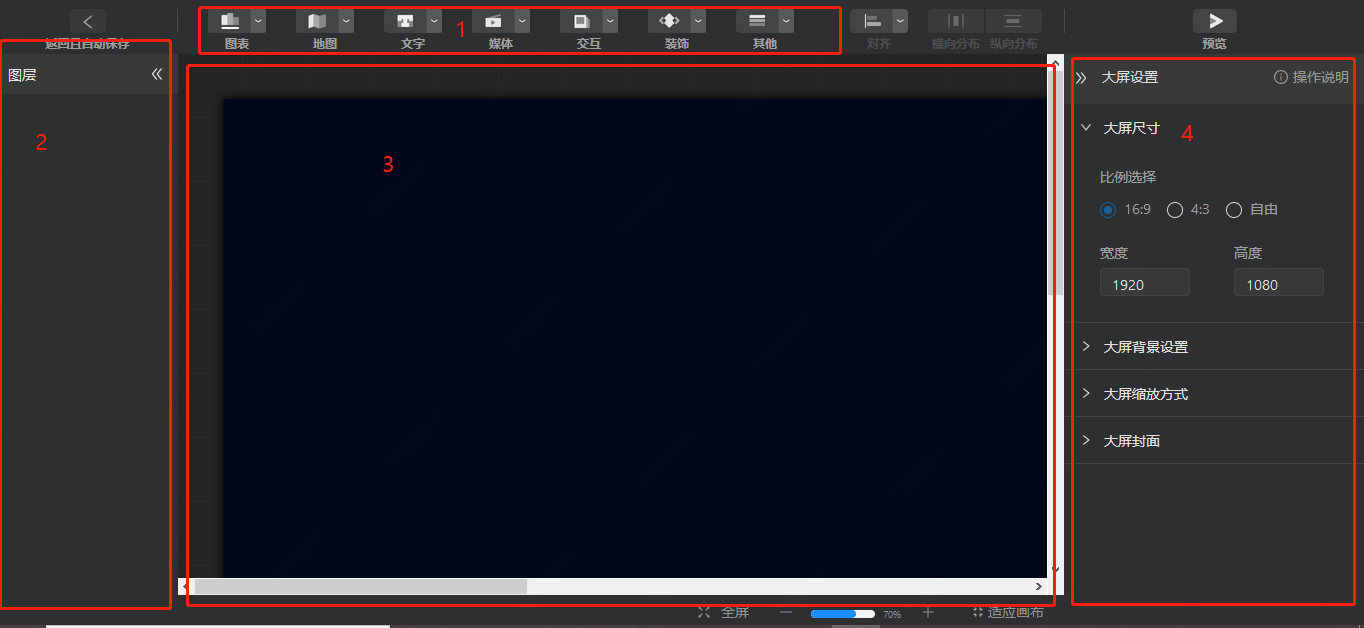 图表 地图 文字 1 媒体 交互 装饰 其他 对齐 横向分布 纵向分布 预览
返回且自动保存
图层
2
3
大屏设置 操作说明
大屏尺寸 4
比例选择
16:9 4:3 自由
宽度 高度
1920 1080
大屏背景设置
大屏缩放方式
大屏封面
全屏 70% 适应画布